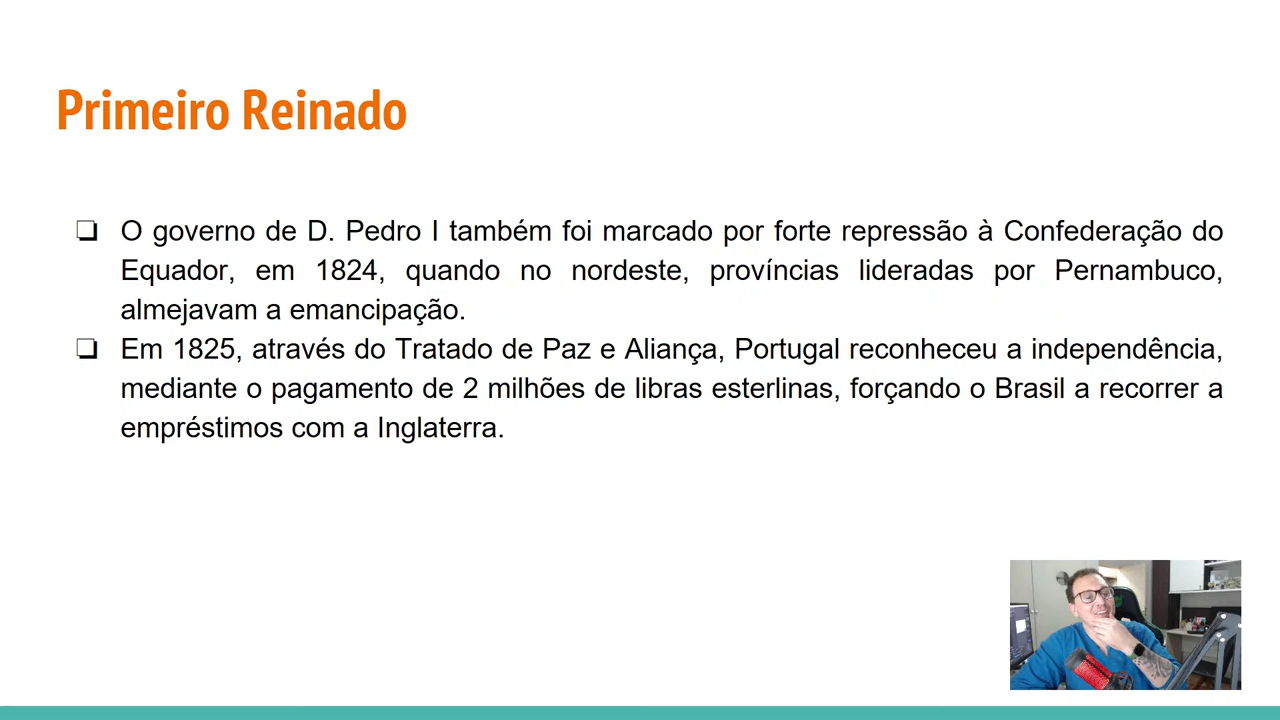 Primeiro Reinado
❏ O governo de D. Pedro I também foi marcado por forte repressão à Confederação do
Equador, em 1824, quando no nordeste, províncias lideradas por Pernambuco,
almejavam a emancipação.
❏ Em 1825, através do Tratado de Paz e Aliança, Portugal reconheceu a independência,
mediante o pagamento de 2 milhões de libras esterlinas, forçando o Brasil a recorrer a
empréstimos com a Inglaterra.